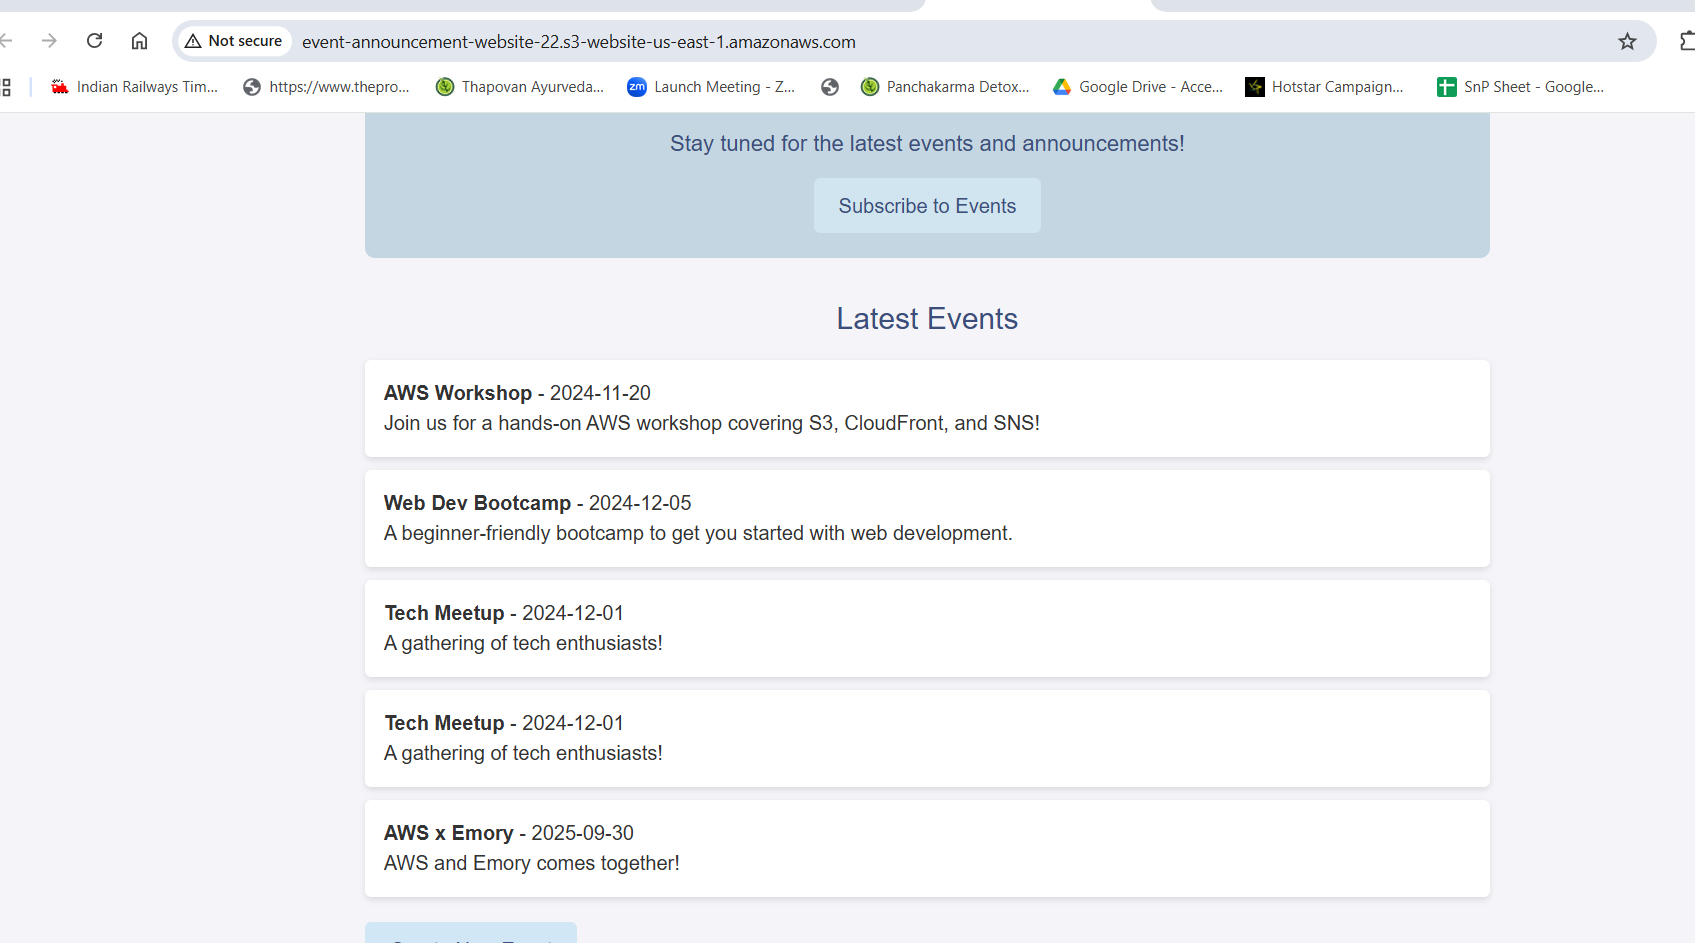 Not secure event-announcement-website-22.s3-website-us-east-1.amazonaws.com
Indian Railways Tim... https://www.thepro... Thapovan Ayurveda... zm Launch Meeting - Z... Panchakarma Detox... Google Drive - Acce... Hotstar Campaign... SnP Sheet - Google...
Stay tuned for the latest events and announcements!
Subscribe to Events
Latest Events
AWS Workshop - 2024-11-20
Join us for a hands-on AWS workshop covering S3, CloudFront, and SNS!
Web Dev Bootcamp - 2024-12-05
A beginner-friendly bootcamp to get you started with web development.
Tech Meetup - 2024-12-01
A gathering of tech enthusiasts!
Tech Meetup - 2024-12-01
A gathering of tech enthusiasts!
AWS x Emory - 2025-09-30
AWS and Emory comes together!